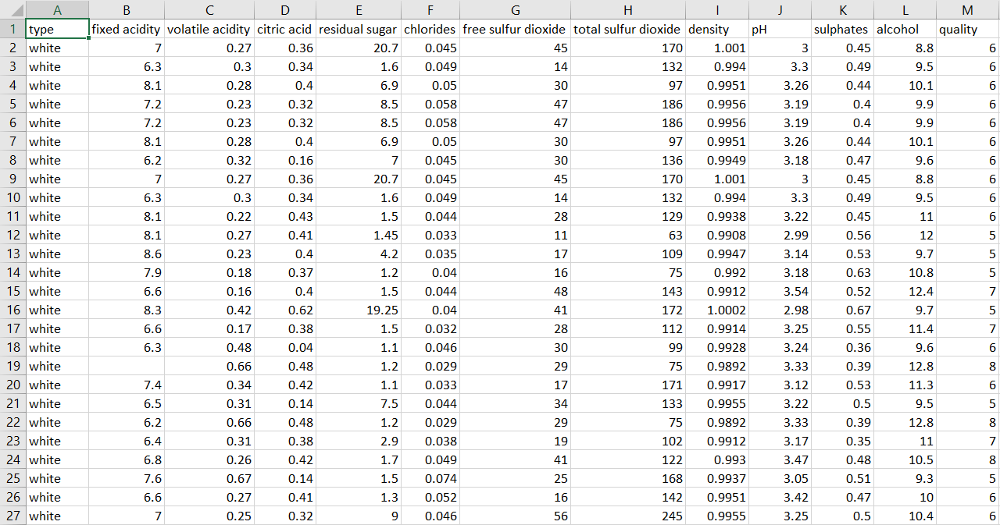 A B C D E F G H I J K L M
1 type fixed acidity volatile acidity citric acid residual sugar chlorides free sulfur dioxide total sulfur dioxide density pH sulphates alcohol quality
2 white 7 0.27 0.36 20.7 0.045 45 170 1.001 3 0.45 8.8 6
3 white 6.3 0.3 0.34 1.6 0.049 14 132 0.994 3.3 0.49 9.5 6
4 white 8.1 0.28 0.4 6.9 0.05 30 97 0.9951 3.26 0.44 10.1 6
5 white 7.2 0.23 0.32 8.5 0.058 47 186 0.9956 3.19 0.4 9.9 6
6 white 7.2 0.23 0.32 8.5 0.058 47 186 0.9956 3.19 0.4 9.9 6
7 white 8.1 0.28 0.4 6.9 0.05 30 97 0.9951 3.26 0.44 10.1 6
8 white 6.2 0.32 0.16 7 0.045 30 136 0.9949 3.18 0.47 9.6 6
9 white 7 0.27 0.36 20.7 0.045 45 170 1.001 3 0.45 8.8 6
10 white 6.3 0.3 0.34 1.6 0.049 14 132 0.994 3.3 0.49 9.5 6
11 white 8.1 0.22 0.43 1.5 0.044 28 129 0.9938 3.22 0.45 11 6
12 white 8.1 0.27 0.41 1.45 0.033 11 63 0.9908 2.99 0.56 12 5
13 white 8.6 0.23 0.4 4.2 0.035 17 109 0.9947 3.14 0.53 9.7 5
14 white 7.9 0.18 0.37 1.2 0.04 16 75 0.992 3.18 0.63 10.8 5
15 white 6.6 0.16 0.4 1.5 0.044 48 143 0.9912 3.54 0.52 12.4 7
16 white 8.3 0.42 0.62 19.25 0.04 41 172 1.0002 2.98 0.67 9.7 5
17 white 6.6 0.17 0.38 1.5 0.032 28 112 0.9914 3.25 0.55 11.4 7
18 white 6.3 0.48 0.04 1.1 0.046 30 99 0.9928 3.24 0.36 9.6 6
19 white 0.66 0.48 1.2 0.029 29 75 0.9892 3.33 0.39 12.8 8
20 white 7.4 0.34 0.42 1.1 0.033 17 171 0.9917 3.12 0.53 11.3 6
21 white 6.5 0.31 0.14 7.5 0.044 34 133 0.9955 3.22 0.5 9.5 5
22 white 6.2 0.66 0.48 1.2 0.029 29 75 0.9892 3.33 0.39 12.8 8
23 white 6.4 0.31 0.38 2.9 0.038 19 102 0.9912 3.17 0.35 11 7
24 white 6.8 0.26 0.42 1.7 0.049 41 122 0.993 3.47 0.48 10.5 8
25 white 7.6 0.67 0.14 1.5 0.074 25 168 0.9937 3.05 0.51 9.3 5
26 white 6.6 0.27 0.41 1.3 0.052 16 142 0.9951 3.42 0.47 10 6
27 white 7 0.25 0.32 9 0.046 56 245 0.9955 3.25 0.5 10.4 6